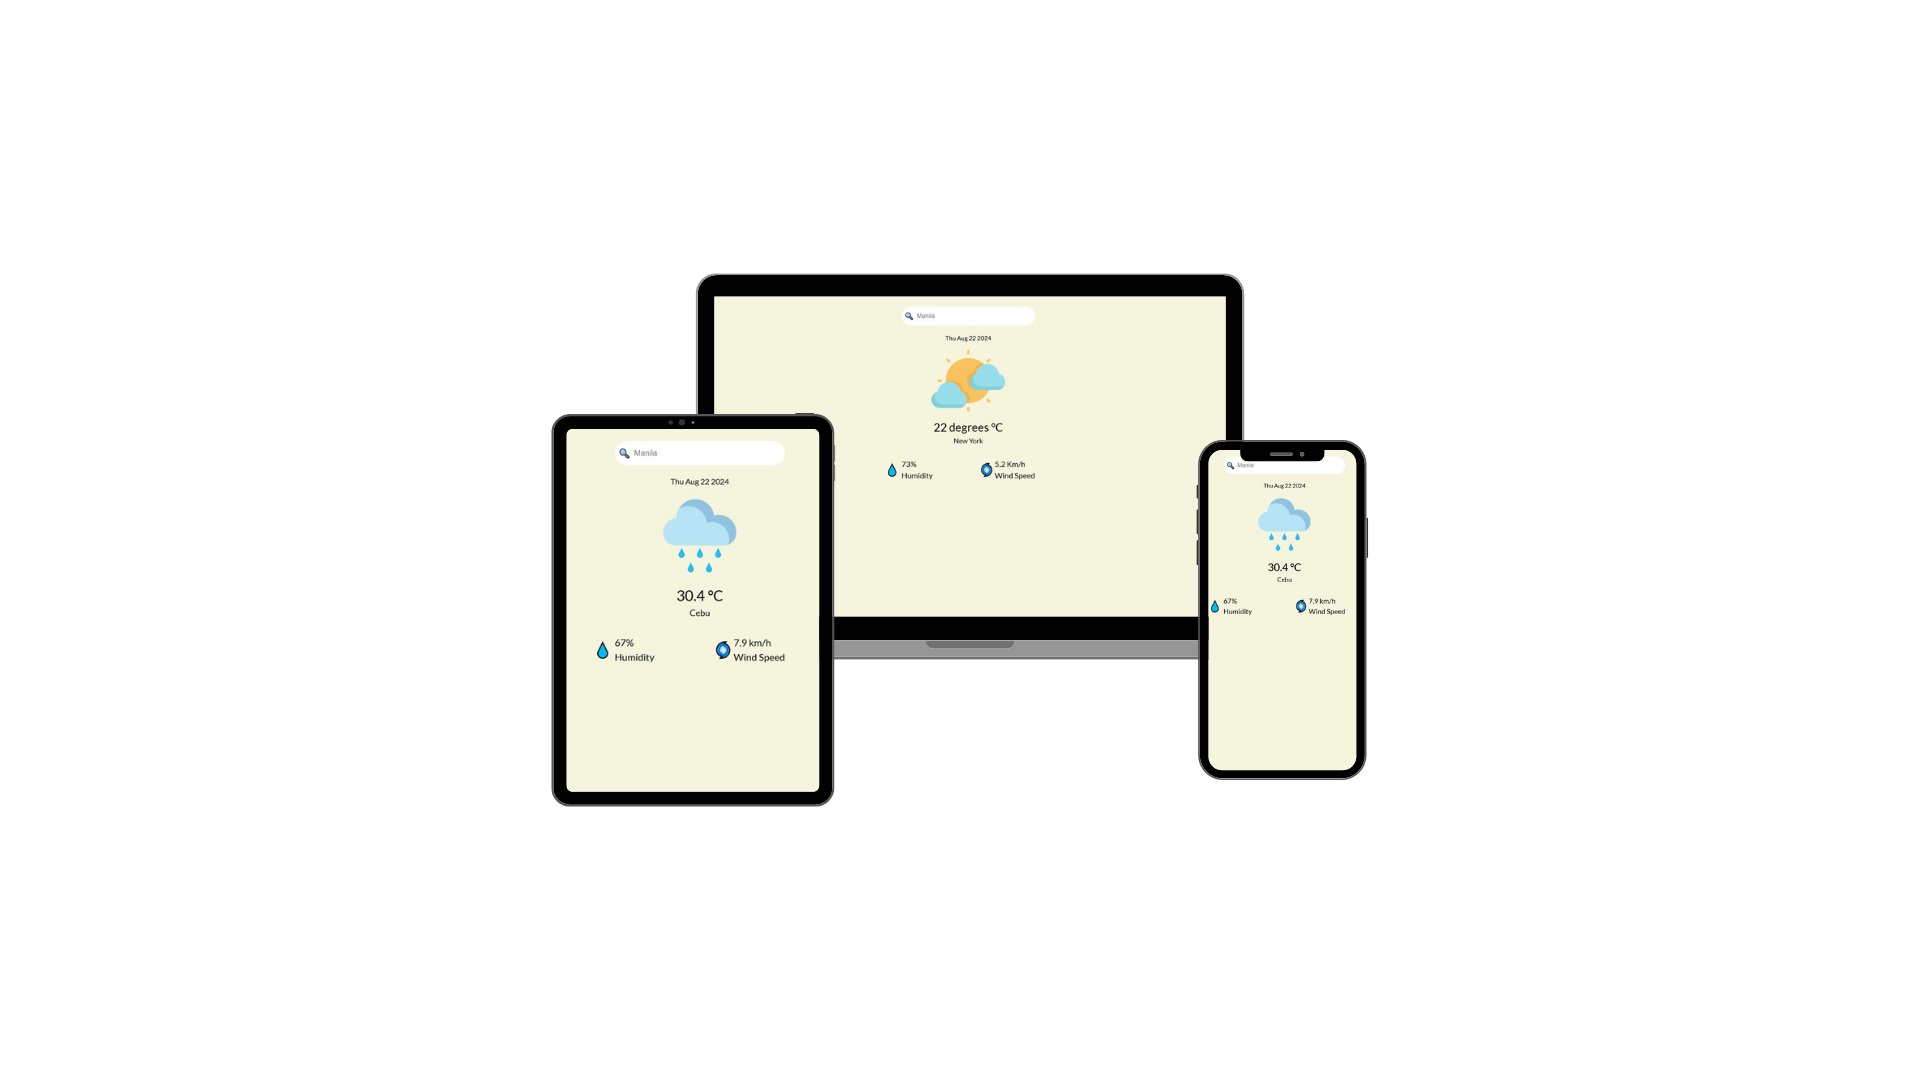 Manila
Thu Aug 22 2024
22 degrees °C
New York
73%
Humidity
5.2 Km/h
Wind Speed
Manila
Thu Aug 22 2024
30.4 °C
Cebu
67%
Humidity
7.9 km/h
Wind Speed
Manila
Thu Aug 22 2024
30.4 °C
Cebu
67%
Humidity
7.9 km/h
Wind Speed